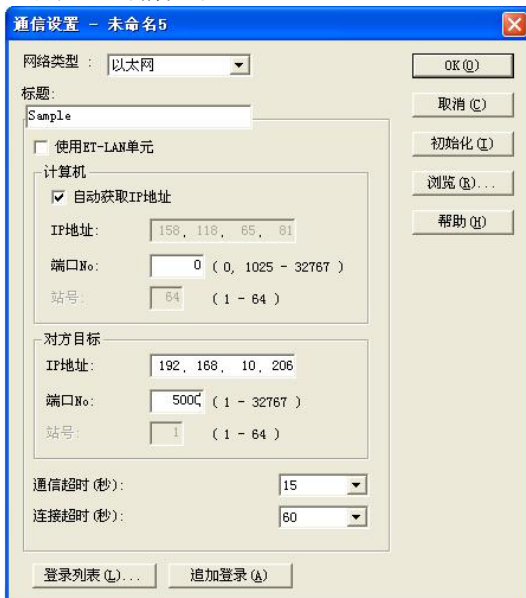 通信设置 - 未命名5
网络类型 : 以太网
OK(O)
标题:
Sample
取消(C)
使用ET-LAN单元
初始化(I)
计算机
自动获取IP地址
浏览(R)...
IP地址: 158. 118. 65. 81
帮助(H)
端口No: 0 ( 0, 1025 - 32767 )
站号: 64 ( 1 - 64 )
对方目标
IP地址: 192. 168. 10. 206
端口No: 5000 ( 1 - 32767 )
站号: 1 ( 1 - 64 )
通信超时(秒): 15
连接超时(秒): 60
登录列表(L)... 追加登录(A)